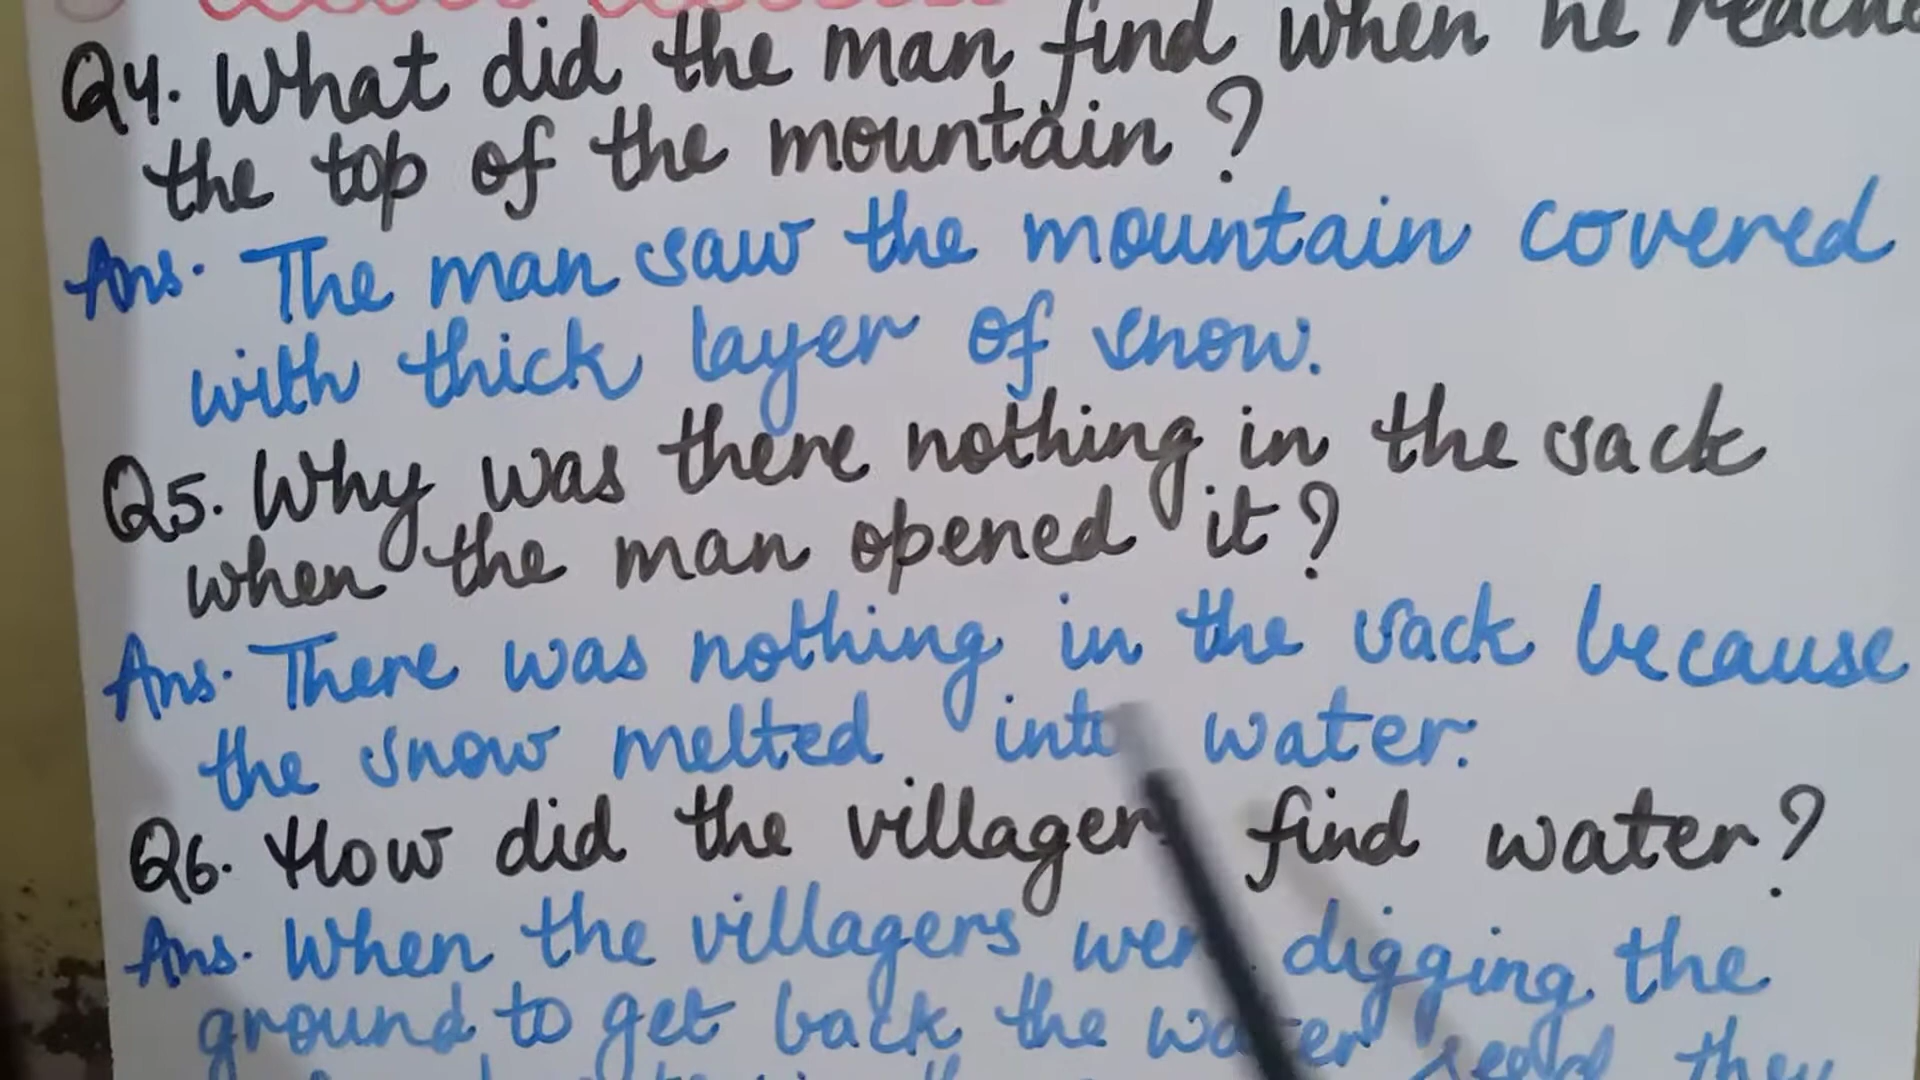 Q4. What did the man find when he
the top of the mountain?
Ans. The man saw the mountain covered
with thick layer of snow.
Q5. Why was there nothing in the sack
when the man opened it?
Ans. There was nothing in the sack because
the snow melted into water.
Q6. How did the villagers find water?
Ans. When the villagers were digging the
ground to get back the water seed they